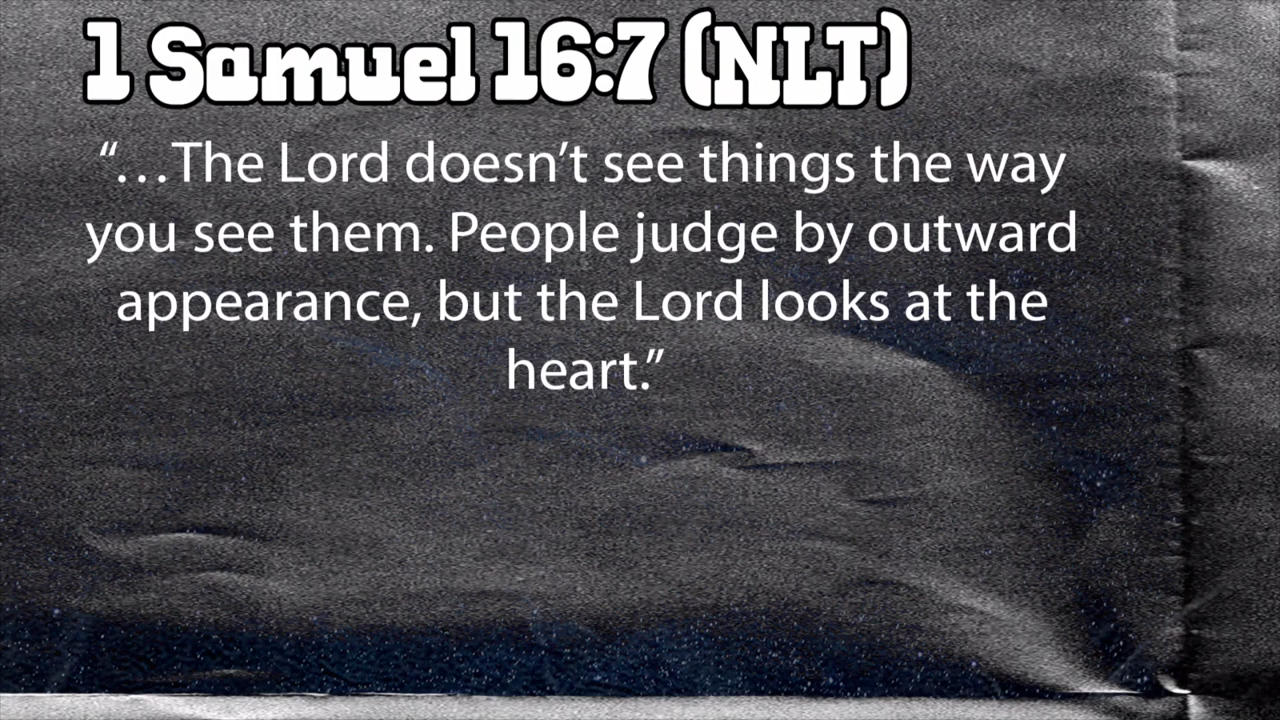 1 Samuel 16:7 (NLT)
“…The Lord doesn’t see things the way
you see them. People judge by outward
appearance, but the Lord looks at the
heart.”